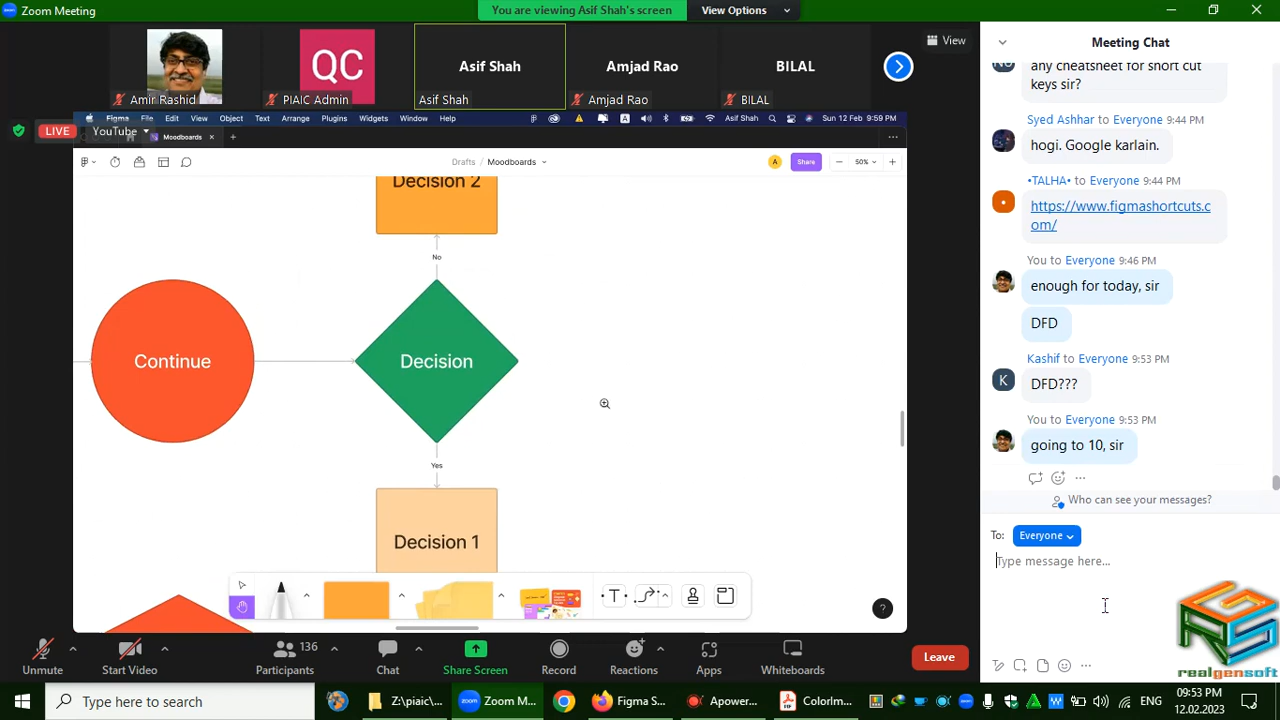 Zoom Meeting
You are viewing Asif Shah's screen
View Options
QC
Asif Shah
Amjad Rao
BILAL
View
Amir Rashid
PIAIC Admin
Asif Shah
Amjad Rao
BILAL
LIVE
YouTube
Figma File Edit View Object Text Arrange Plugins Widgets Window Help
A
Asif Shah
Sun 12 Feb 9:59 PM
Moodboards
Drafts / Moodboards
A
Share
50%
Decision 2
No
Continue
Decision
Yes
Decision 1
T
?
Meeting Chat
any cheatsheet for short cut
keys sir?
Syed Ashhar to Everyone 9:44 PM
hogi. Google karlain.
•TALHA• to Everyone 9:44 PM
https://www.figmashortcuts.c
om/
You to Everyone 9:46 PM
enough for today, sir
DFD
Kashif to Everyone 9:53 PM
K
DFD???
You to Everyone 9:53 PM
going to 10, sir
Who can see your messages?
To: Everyone
Type message here...
realgensoft
Unmute
Start Video
136
Participants
Chat
Share Screen
Record
Reactions
Apps
Whiteboards
Leave
Type here to search
Z:\piaic\...
zoom
Zoom M...
Figma S...
Apower...
ColorIm...
ENG
09:53 PM
12.02.2023